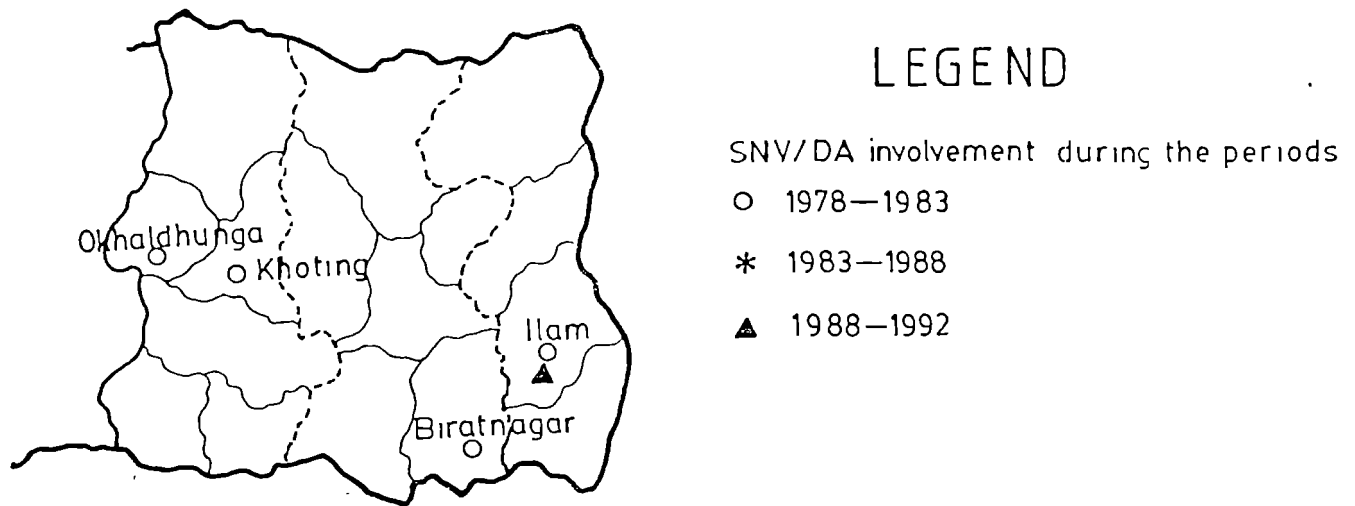 LEGEND
SNV/DA involvement during the periods
○ 1978—1983
* 1983—1988
▲ 1988—1992
Okhaldhunga
Khoting
Ilam
Biratnagar